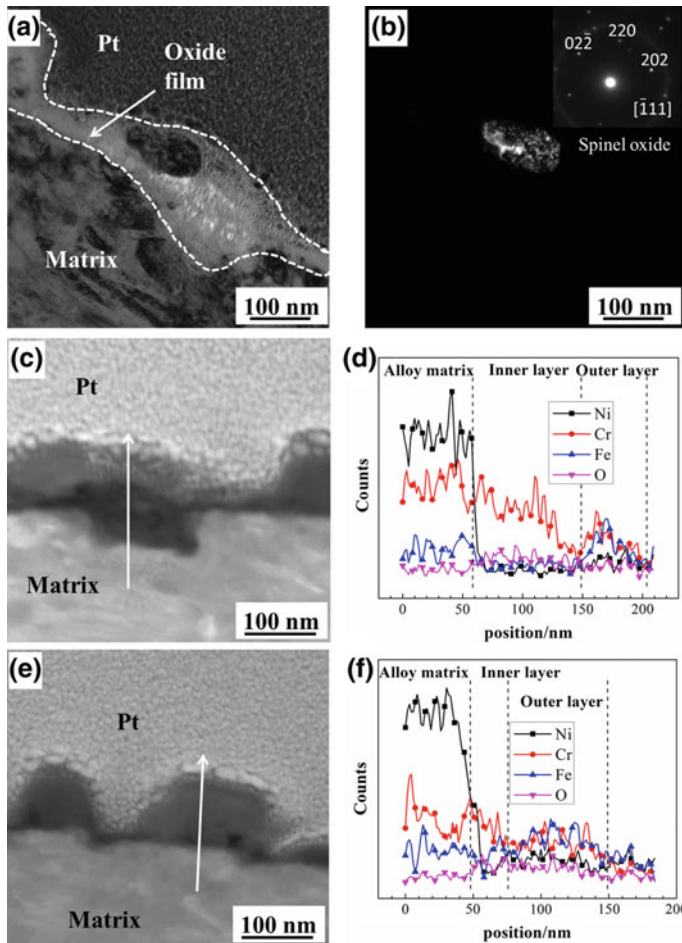 (a)
Pt
Oxide
film
Matrix
100 nm
(b)
02̅2 220
202
[1̅11]
Spinel oxide
100 nm
(c)
Pt
Matrix
100 nm
(d)
Alloy matrix Inner layer Outer layer
Ni
Cr
Fe
O
Counts
0 50 100 150 200
position/nm
(e)
Pt
Matrix
100 nm
(f)
Alloy matrix Inner layer
Outer layer
Ni
Cr
Fe
O
Counts
0 50 100 150 200
position/nm